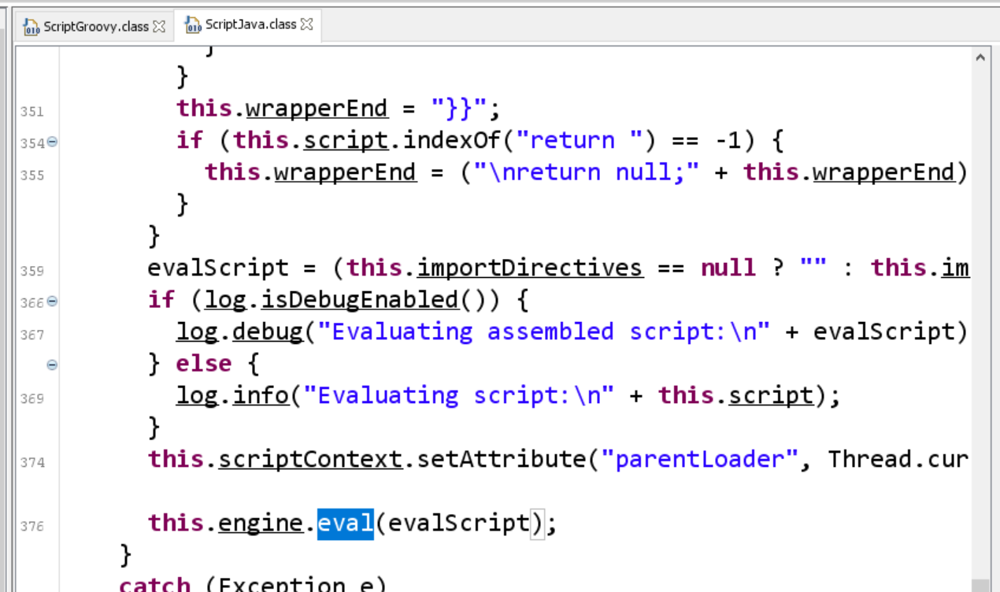 ScriptGroovy.class ScriptJava.class
}
}
351 this.wrapperEnd = "}}";
354 if (this.script.indexOf("return ") == -1) {
355 this.wrapperEnd = ("\nreturn null;" + this.wrapperEnd)
}
}
359 evalScript = (this.importDirectives == null ? "" : this.im
366 if (log.isDebugEnabled()) {
367 log.debug("Evaluating assembled script:\n" + evalScript)
} else {
369 log.info("Evaluating script:\n" + this.script);
}
374 this.scriptContext.setAttribute("parentLoader", Thread.cur
376 this.engine.eval(evalScript);
}
catch (Exception e)